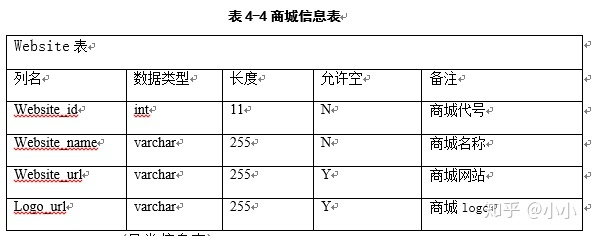 表 4-4 商城信息表
Website 表
列名 数据类型 长度 允许空 备注
Website_id int 11 N 商城代号
Website_name varchar 255 N 商城名称
Website_url varchar 255 Y 商城网站
Logo_url varchar 255 Y 商城 logo
知乎 @小小